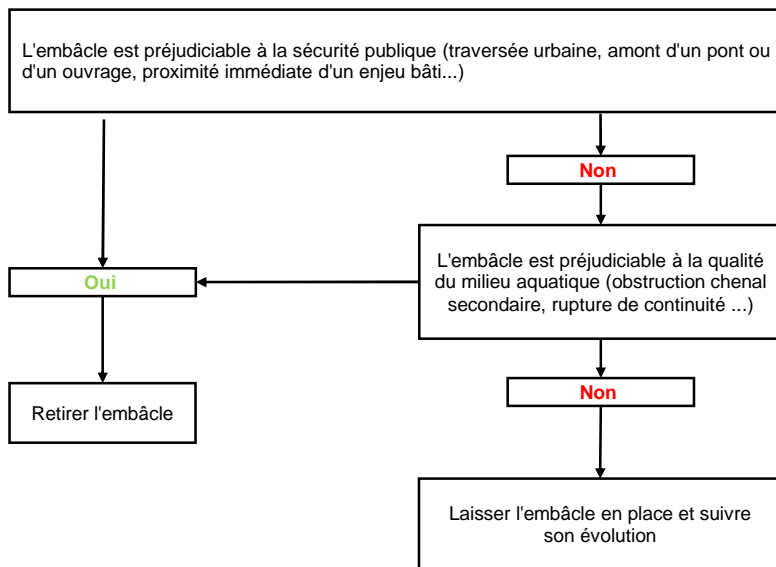 L'embâcle est préjudiciable à la sécurité publique (traversée urbaine, amont d'un pont ou
d'un ouvrage, proximité immédiate d'un enjeu bâti...)
Non
L'embâcle est préjudiciable à la qualité
du milieu aquatique (obstruction chenal
secondaire, rupture de continuité ...)
Oui
Retirer l'embâcle
Non
Laisser l'embâcle en place et suivre
son évolution